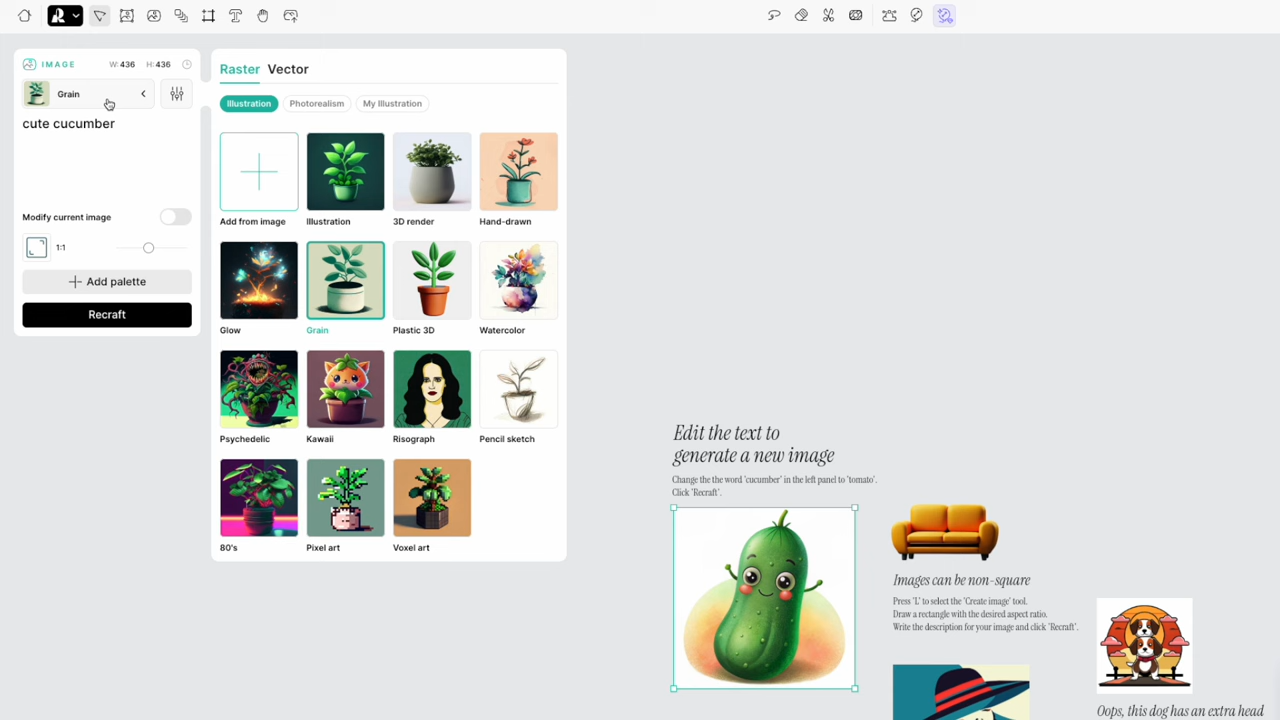 IMAGE
W: 436 H: 436
Grain
cute cucumber
Modify current image
1:1
Add palette
Recraft
Raster Vector
Illustration Photorealism My Illustration
Add from image Illustration 3D render Hand-drawn
Glow Grain Plastic 3D Watercolor
Psychedelic Kawaii Risograph Pencil sketch
80's Pixel art Voxel art
Edit the text to
generate a new image
Change the the word 'cucumber' in the left panel to 'tomato'.
Click 'Recraft'.
Images can be non-square
Press 'L' to select the 'Create image' tool.
Draw a rectangle with the desired aspect ratio.
Write the description for your image and click 'Recraft'.
Oops, this dog has an extra head